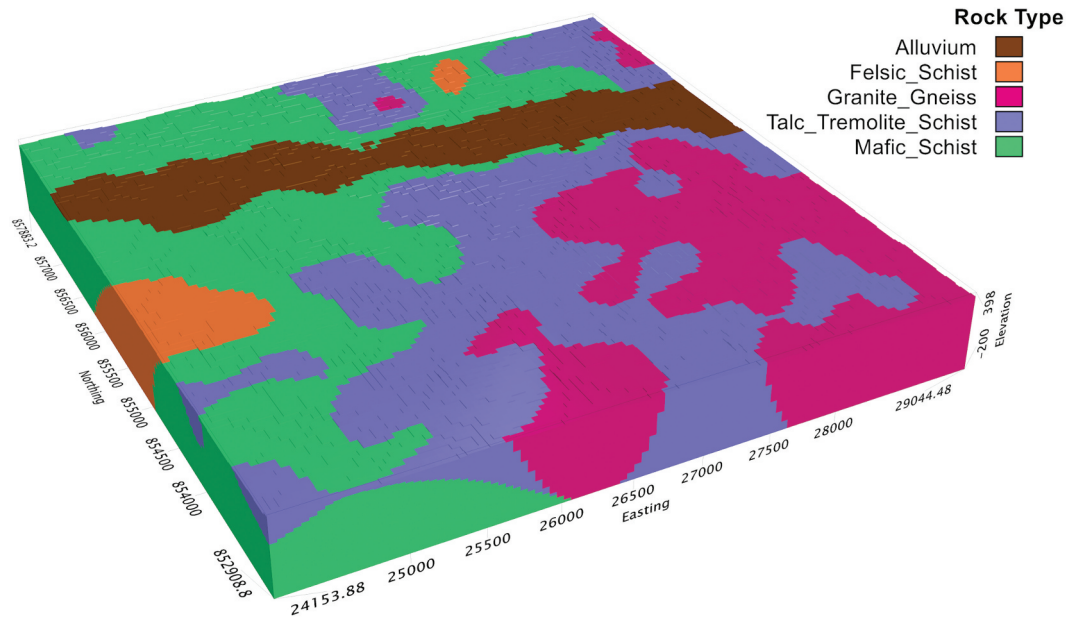 Rock Type
Alluvium
Felsic_Schist
Granite_Gneiss
Talc_Tremolite_Schist
Mafic_Schist
857883.2
857000
856500
856000
855500
855000
854500
854000
852908.8
Northing
24153.88
25000
25500
26000
26500
27000
27500
28000
29044.48
Easting
398
-200
Elevation